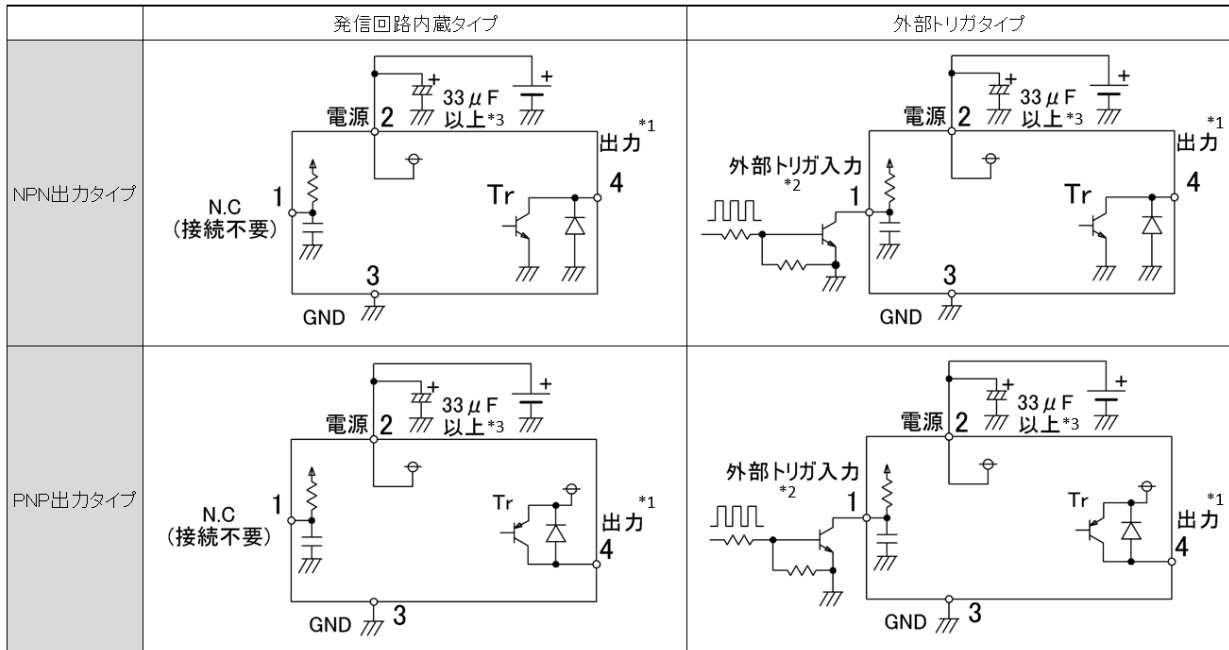 発信回路内蔵タイプ
外部トリガタイプ
NPN出力タイプ
電源 2
+
33μF
以上*3
+
出力*1
4
1
N.C
(接続不要)
Tr
3
GND
電源 2
+
33μF
以上*3
+
出力*1
4
外部トリガ入力
*2
1
Tr
3
GND
PNP出力タイプ
電源 2
+
33μF
以上*3
+
1
N.C
(接続不要)
Tr
*1
出力
4
GND 3
電源 2
+
33μF
以上*3
+
外部トリガ入力
*2
1
Tr
*1
出力
4
GND 3